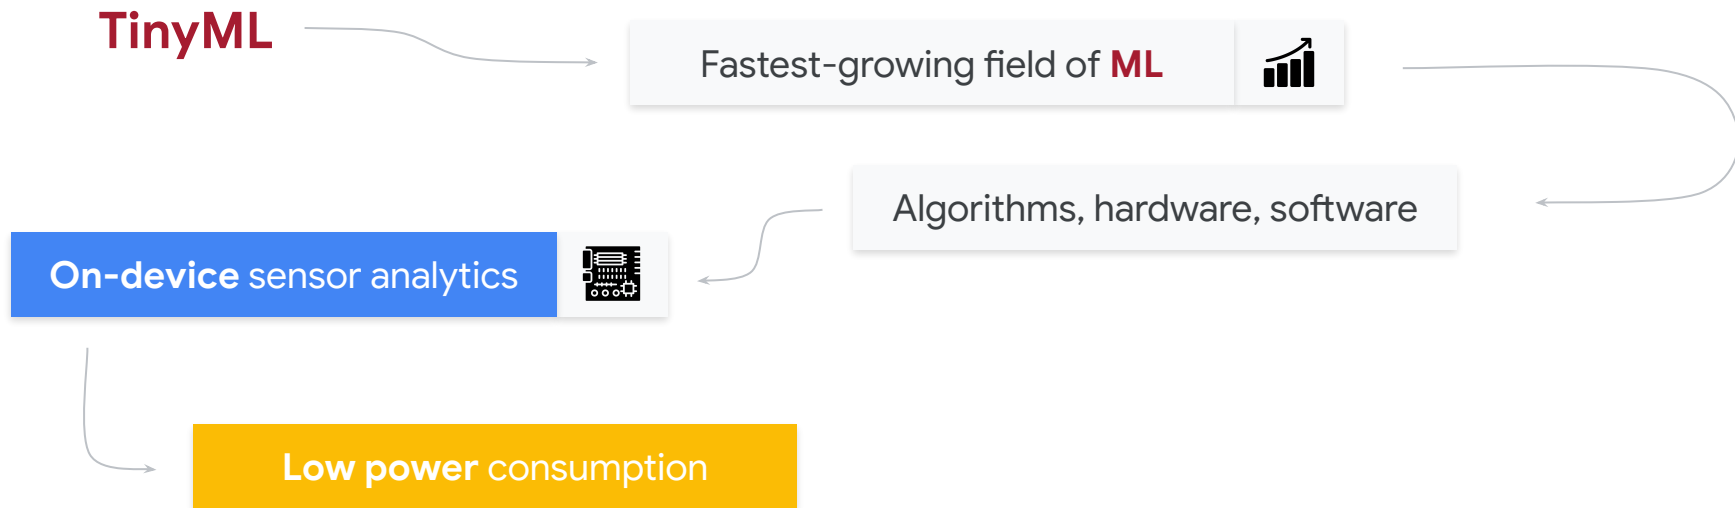 TinyML
Fastest-growing field of ML
Algorithms, hardware, software
On-device sensor analytics
Low power consumption